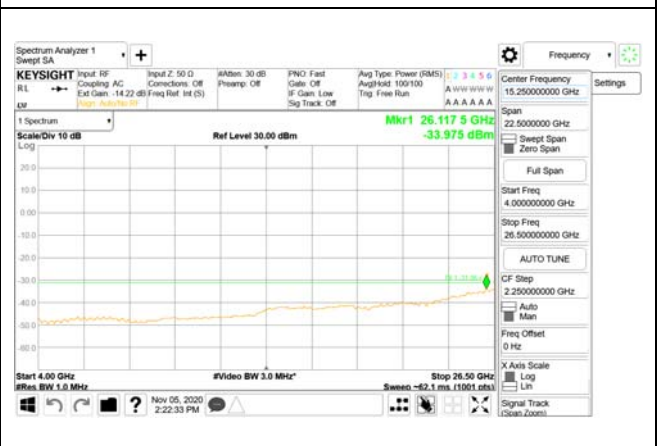 Spectrum Analyzer 1
Swept SA
Frequency
KEYSIGHT
RL
Input: RF
Coupling: AC
Ext Gain: -14.22 dB
Align: Auto/No RF
Input Z: 50 Ω
Corrections: Off
Freq Ref: Int (S)
#Atten: 30 dB
Preamp: Off
PNO: Fast
Gate: Off
IF Gain: Low
Sig Track: Off
Avg Type: Power (RMS)
Avg|Hold: 100/100
Trig: Free Run
1 2 3 4 5 6
A W W W W W
A A A A A A
1 Spectrum
Scale/Div 10 dB
Log
Ref Level 30.00 dBm
Mkr1 26.117 5 GHz
-33.975 dBm
20.0
10.0
0.00
-10.0
-20.0
-30.0
-40.0
-50.0
-60.0
Start 4.00 GHz
#Res BW 1.0 MHz
#Video BW 3.0 MHz*
Stop 26.50 GHz
Sweep ~62.1 ms (1001 pts)
?
Nov 05, 2020
2:22:33 PM
Center Frequency
15.250000000 GHz
Settings
Span
22.5000000 GHz
Swept Span
Zero Span
Full Span
Start Freq
4.000000000 GHz
Stop Freq
26.500000000 GHz
AUTO TUNE
CF Step
2.250000000 GHz
Auto
Man
Freq Offset
0 Hz
X Axis Scale
Log
Lin
Signal Track
(Span Zoom)